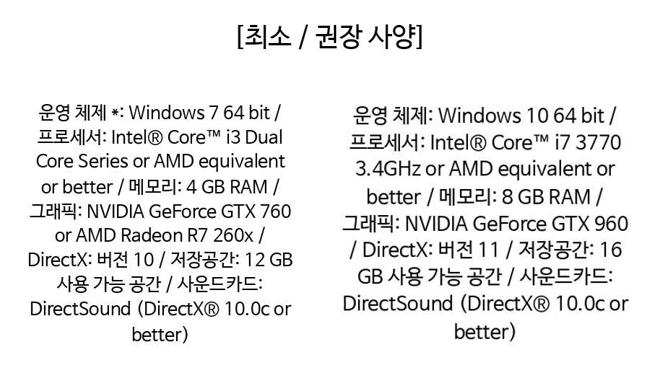 [최소 / 권장 사양]
운영 체제 *: Windows 7 64 bit /
프로세서: Intel® Core™ i3 Dual
Core Series or AMD equivalent
or better / 메모리: 4 GB RAM /
그래픽: NVIDIA GeForce GTX 760
or AMD Radeon R7 260x /
DirectX: 버전 10 / 저장공간: 12 GB
사용 가능 공간 / 사운드카드:
DirectSound (DirectX® 10.0c or
better)
운영 체제: Windows 10 64 bit /
프로세서: Intel® Core™ i7 3770
3.4GHz or AMD equivalent or
better / 메모리: 8 GB RAM /
그래픽: NVIDIA GeForce GTX 960
/ DirectX: 버전 11 / 저장공간: 16
GB 사용 가능 공간 / 사운드카드:
DirectSound (DirectX® 10.0c or
better)